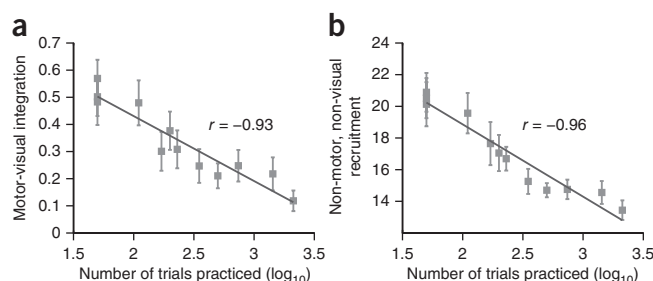 a
Motor-visual integration
0.7
0.6
0.5
0.4
0.3
0.2
0.1
0
r = –0.93
1.5 2 2.5 3 3.5
Number of trials practiced (log10)
b
Non-motor, non-visual
recruitment
24
22
20
18
16
14
r = –0.96
1.5 2 2.5 3 3.5
Number of trials practiced (log10)